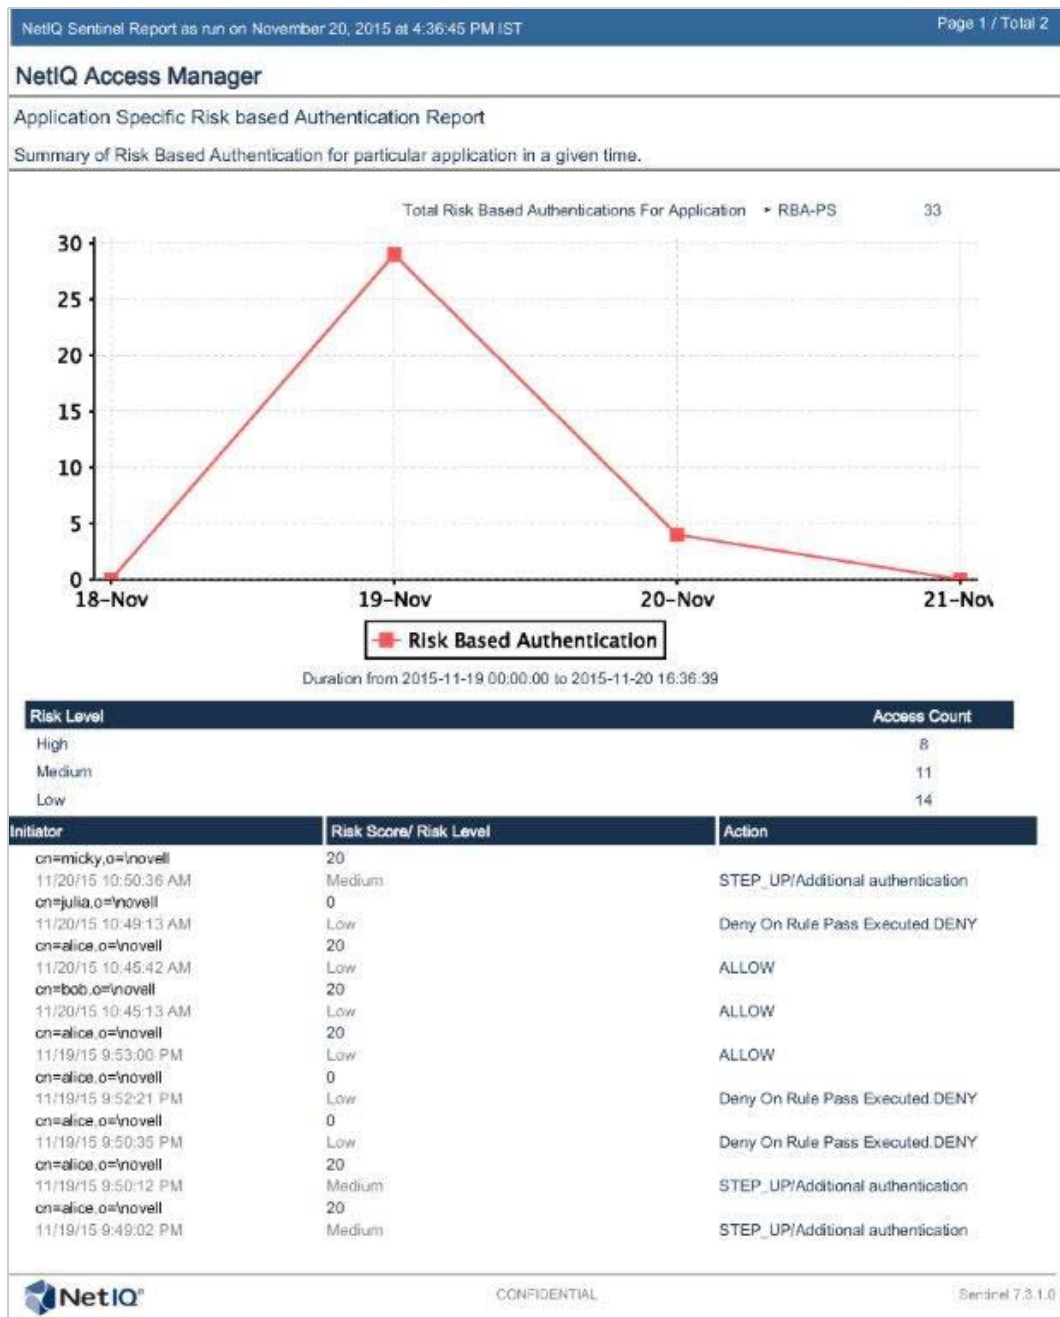 NetIQ Sentinel Report as run on November 20, 2015 at 4:36:45 PM IST Page 1 / Total 2
NetIQ Access Manager
Application Specific Risk based Authentication Report
Summary of Risk Based Authentication for particular application in a given time.
Total Risk Based Authentications For Application ‣ RBA-PS 33
30
25
20
15
10
5
0
18-Nov 19-Nov 20-Nov 21-Nov
Risk Based Authentication
Duration from 2015-11-19 00:00:00 to 2015-11-20 16:36:39
Risk Level Access Count
High 8
Medium 11
Low 14
Initiator Risk Score/ Risk Level Action
cn=micky,o=\novell 20
11/20/15 10:50:36 AM Medium STEP_UP/Additional authentication
cn=julia,o=\novell 0
11/20/15 10:49:13 AM Low Deny On Rule Pass Executed.DENY
cn=alice,o=\novell 20
11/20/15 10:45:42 AM Low ALLOW
cn=bob,o=\novell 20
11/20/15 10:45:13 AM Low ALLOW
cn=alice,o=\novell 20
11/19/15 9:53:00 PM Low ALLOW
cn=alice,o=\novell 0
11/19/15 9:52:21 PM Low Deny On Rule Pass Executed.DENY
cn=alice,o=\novell 0
11/19/15 9:50:35 PM Low Deny On Rule Pass Executed.DENY
cn=alice,o=\novell 20
11/19/15 9:50:12 PM Medium STEP_UP/Additional authentication
cn=alice,o=\novell 20
11/19/15 9:49:02 PM Medium STEP_UP/Additional authentication
NetIQ® CONFIDENTIAL Sentinel 7.3.1.0